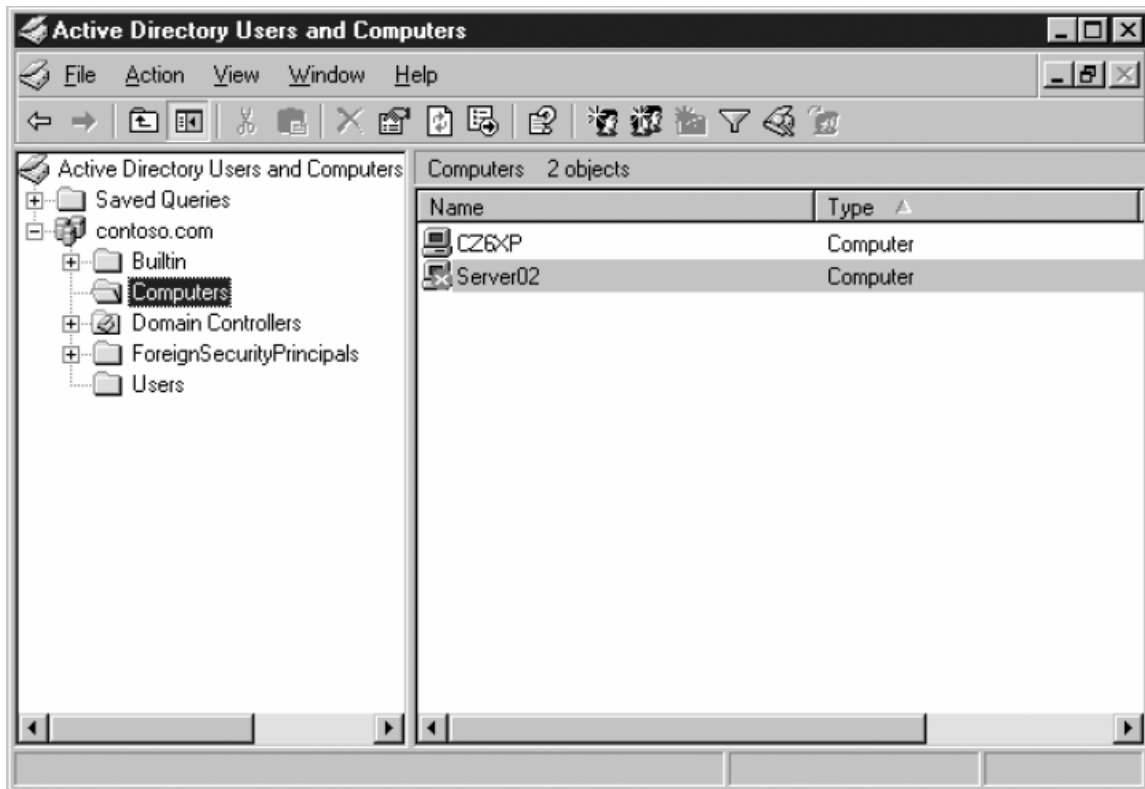 Active Directory Users and Computers
File Action View Window Help
Active Directory Users and Computers
Saved Queries
contoso.com
Builtin
Computers
Domain Controllers
ForeignSecurityPrincipals
Users
Computers 2 objects
Name Type
CZ6XP Computer
Server02 Computer